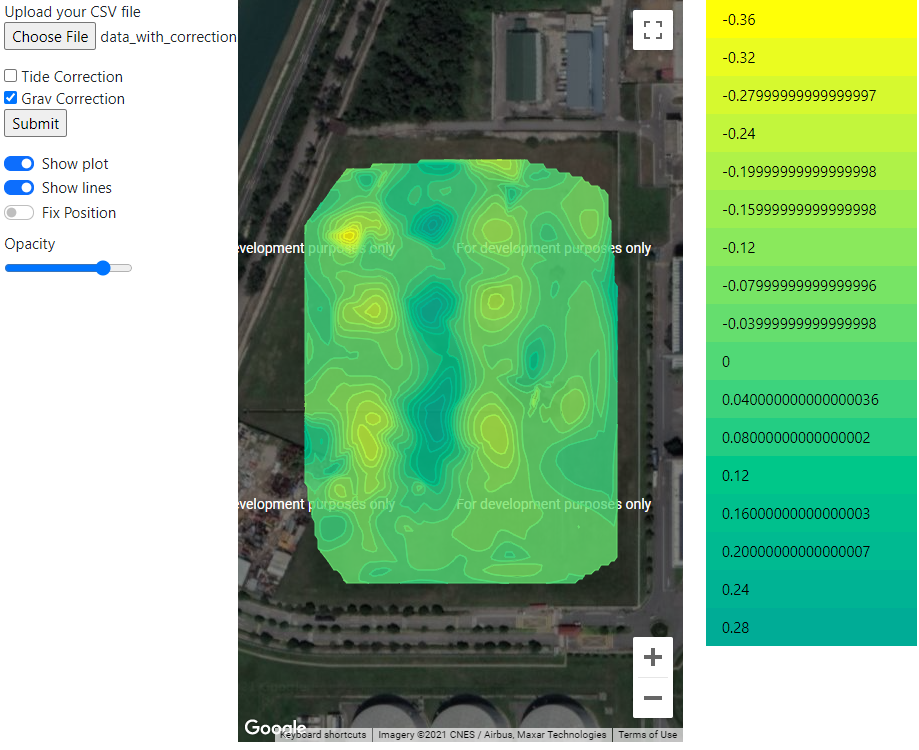 Upload your CSV file
Choose File data_with_correction
Tide Correction
Grav Correction
Submit
Show plot
Show lines
Fix Position
Opacity
evelopment purposes only For development purposes only
evelopment purposes only For development purposes only
Google
Keyboard shortcuts Imagery ©2021 CNES / Airbus, Maxar Technologies Terms of Use
-0.36
-0.32
-0.27999999999999997
-0.24
-0.19999999999999998
-0.15999999999999998
-0.12
-0.07999999999999996
-0.03999999999999998
0
0.040000000000000036
0.08000000000000002
0.12
0.16000000000000003
0.20000000000000007
0.24
0.28